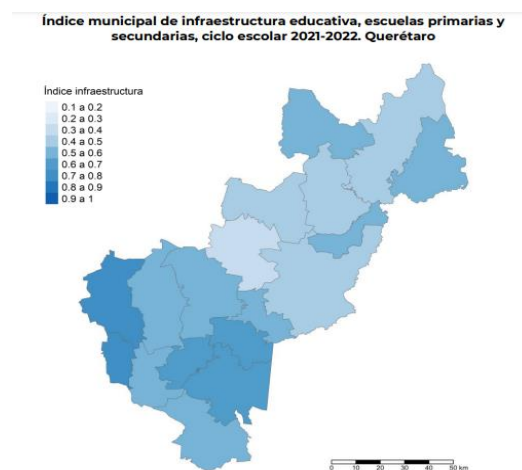 Índice municipal de infraestructura educativa, escuelas primarias y
secundarias, ciclo escolar 2021-2022. Querétaro
Índice infraestructura
0.1 a 0.2
0.2 a 0.3
0.3 a 0.4
0.4 a 0.5
0.5 a 0.6
0.6 a 0.7
0.7 a 0.8
0.8 a 0.9
0.9 a 1
0 10 20 30 40 50 km